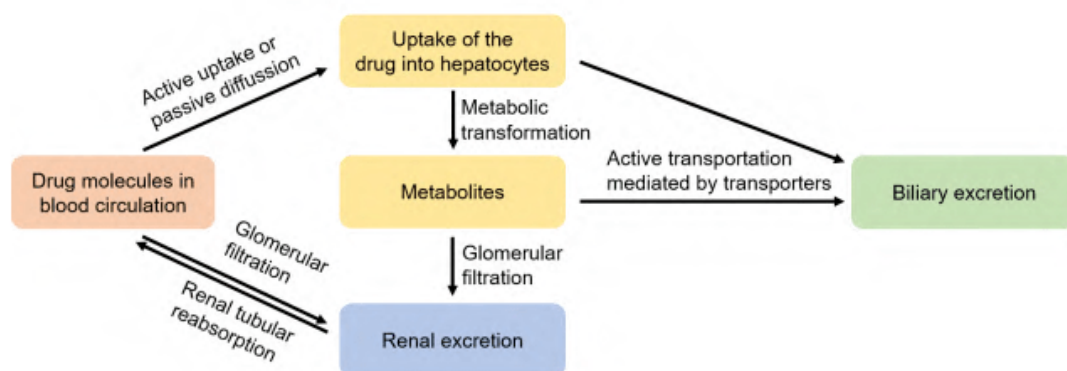 Uptake of the
drug into hepatocytes
Active uptake or
passive diffussion
Metabolic
transformation
Drug molecules in
blood circulation
Metabolites
Active transportation
mediated by transporters
Biliary excretion
Glomerular
filtration
Glomerular
filtration
Renal tubular
reabsorption
Renal excretion